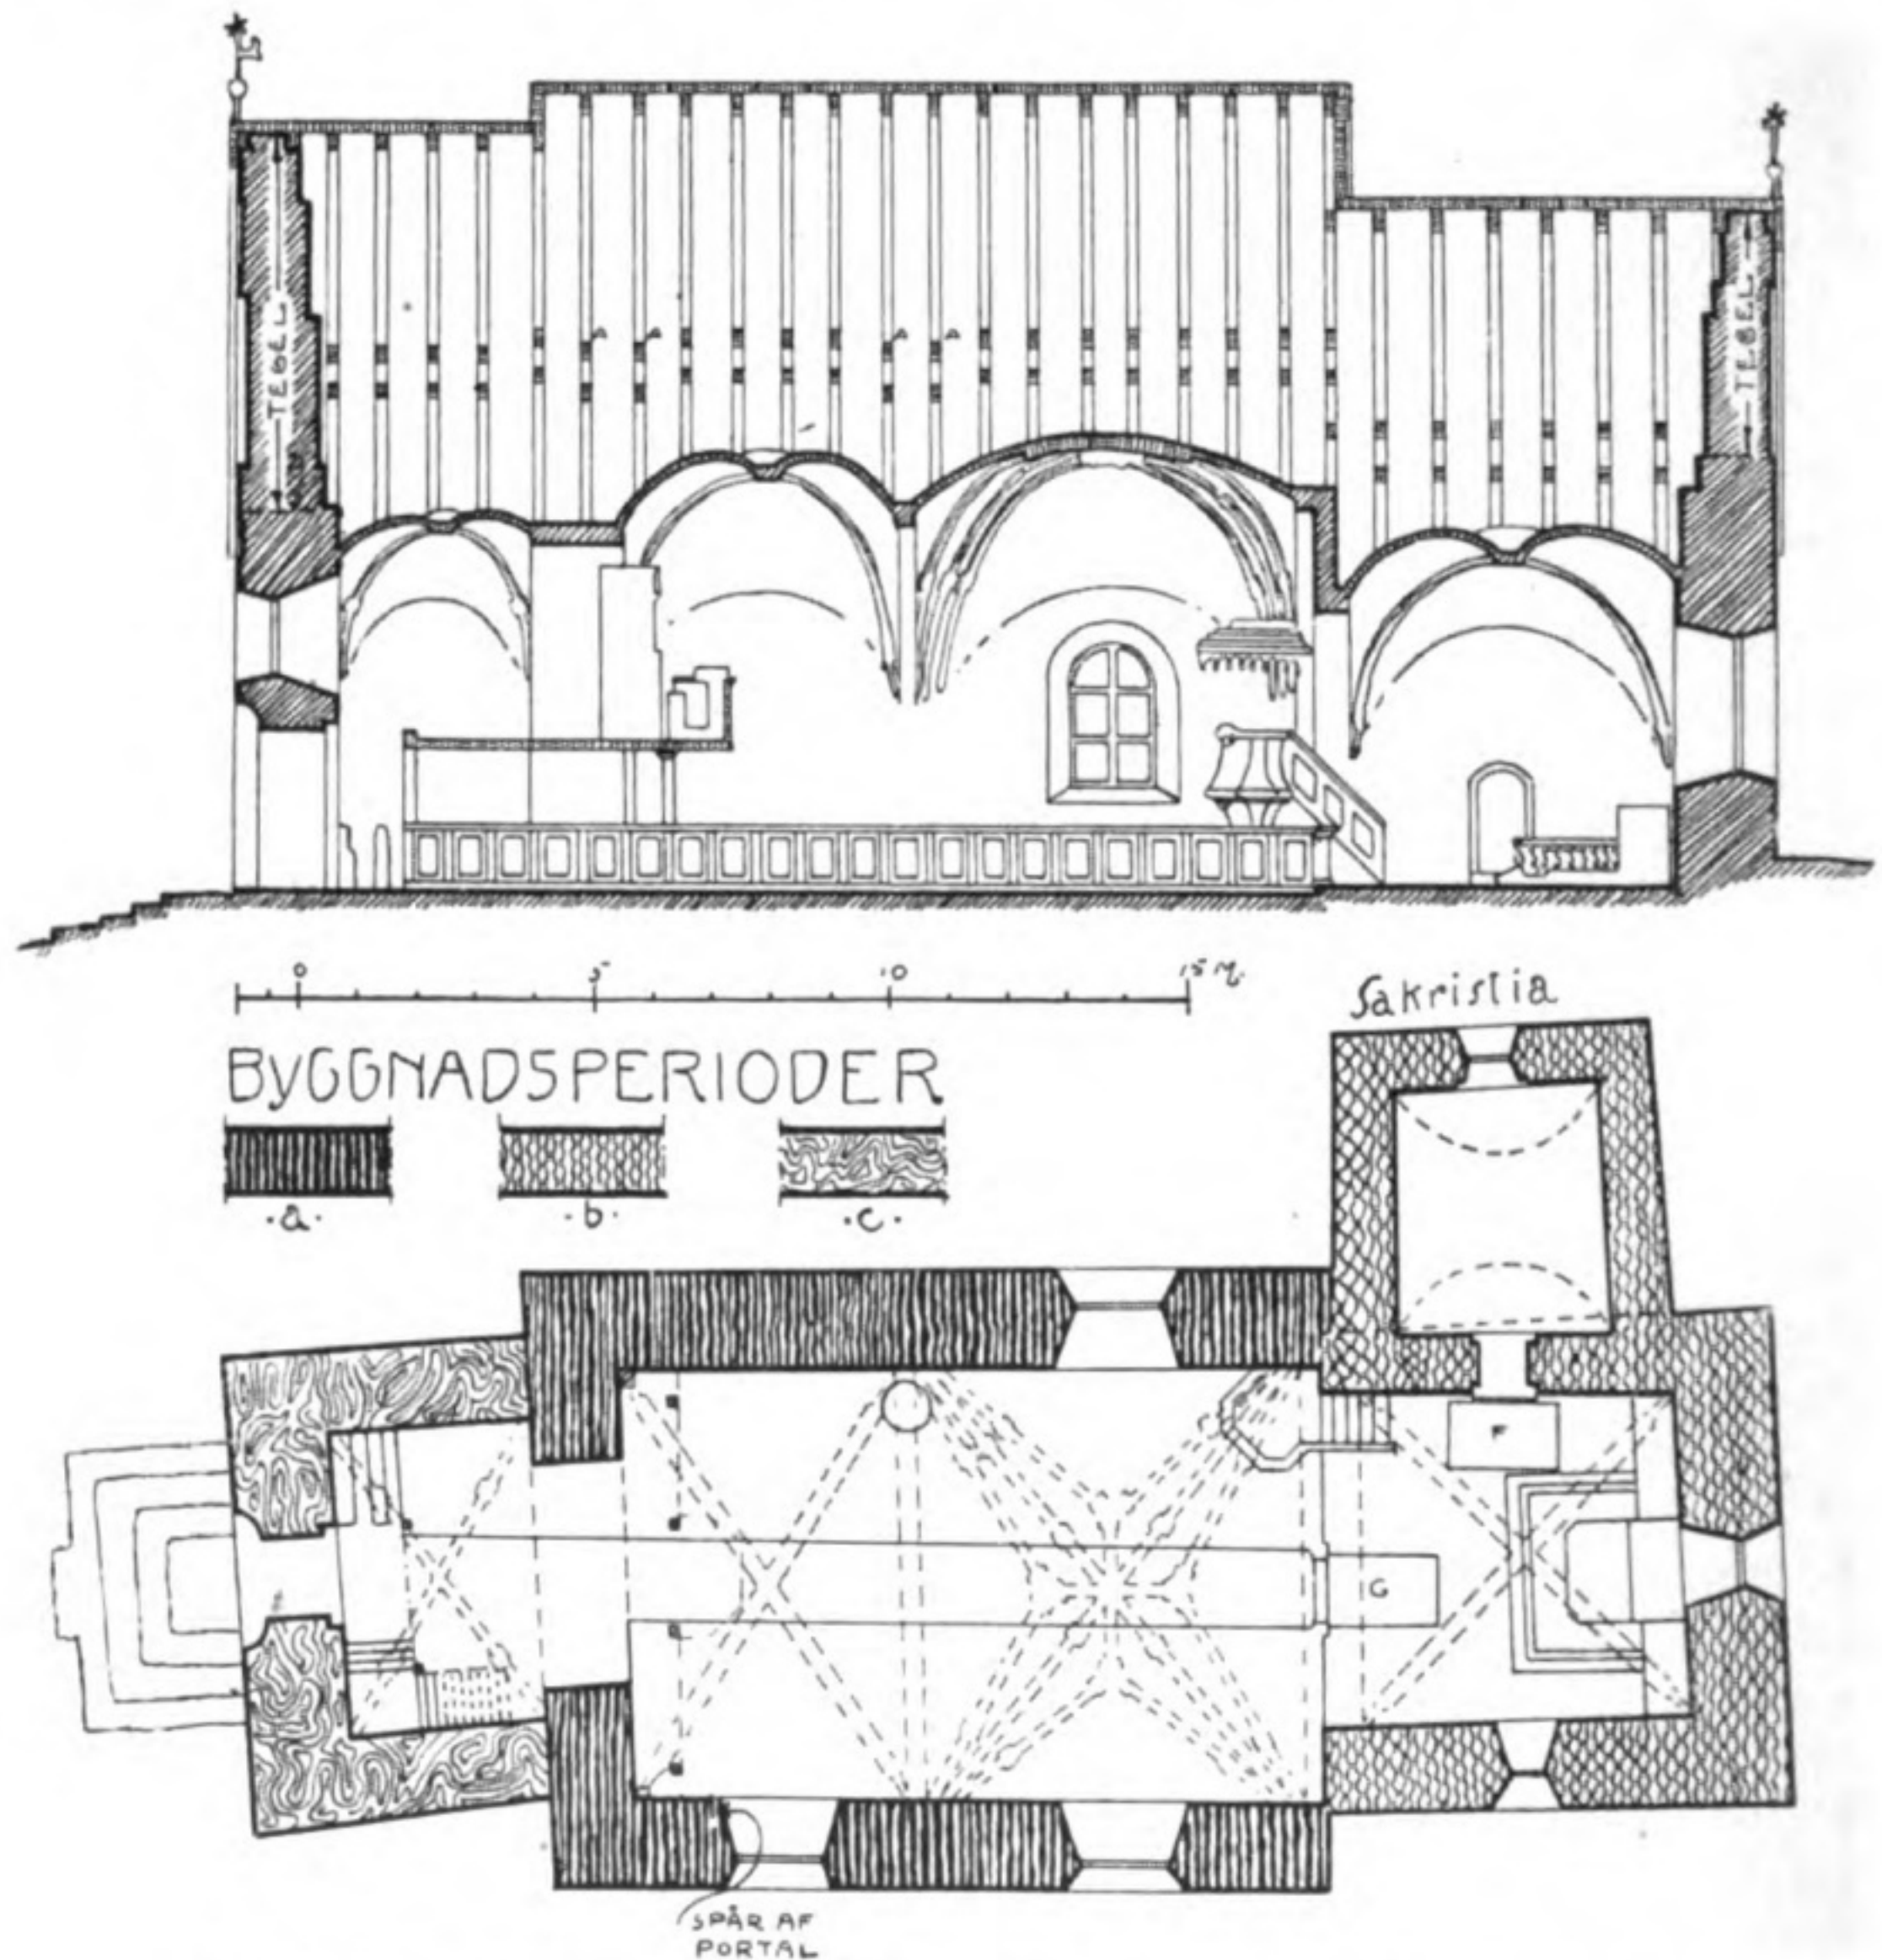 TEGEL
TEGEL
0 5 10 15 M.
Sakristia
BYGGNADSPERIODER
·a· ·b· ·c·
F
G
SPÅR AF
PORTAL